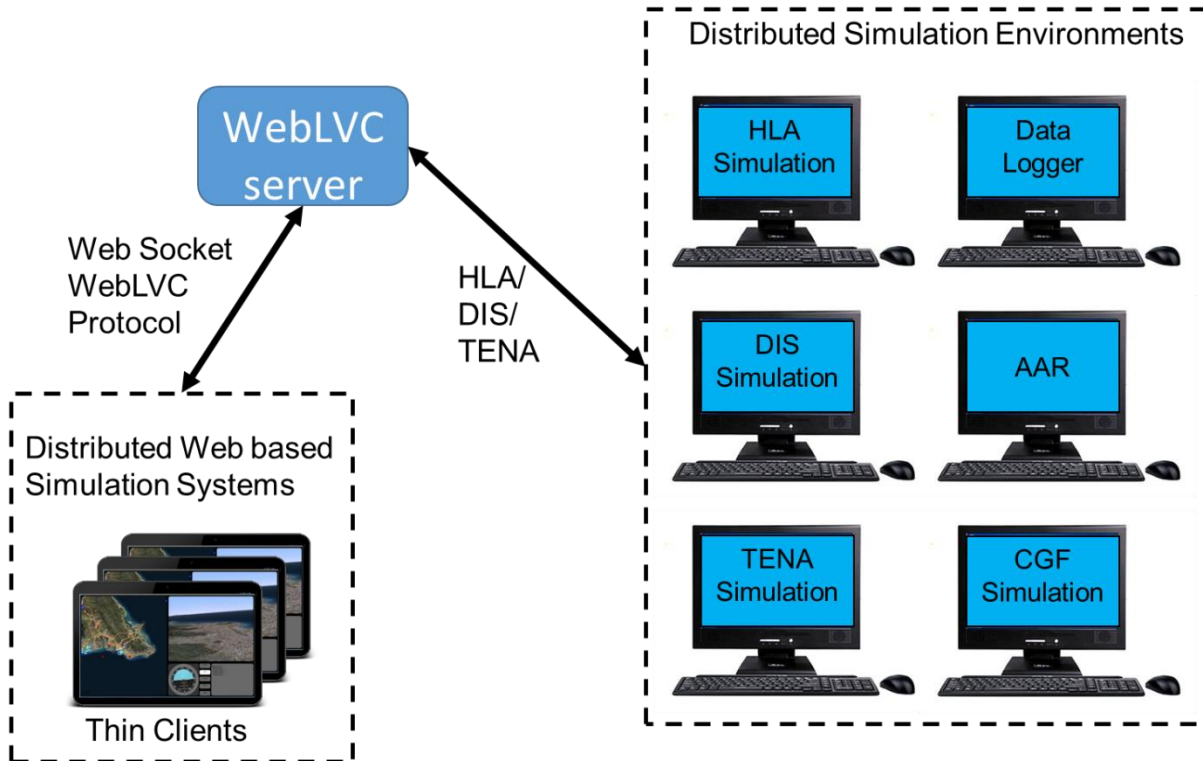 Distributed Simulation Environments
WebLVC
server
HLA
Simulation
Data
Logger
Web Socket
WebLVC
Protocol
HLA/
DIS/
TENA
DIS
Simulation
AAR
Distributed Web based
Simulation Systems
TENA
Simulation
CGF
Simulation
Thin Clients